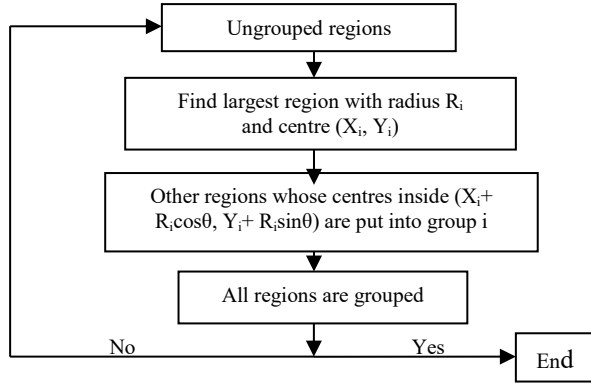 Ungrouped regions
Find largest region with radius Rᵢ
and centre (Xᵢ, Yᵢ)
Other regions whose centres inside (Xᵢ+
Rᵢcosθ, Yᵢ+ Rᵢsinθ) are put into group i
All regions are grouped
No
Yes
End